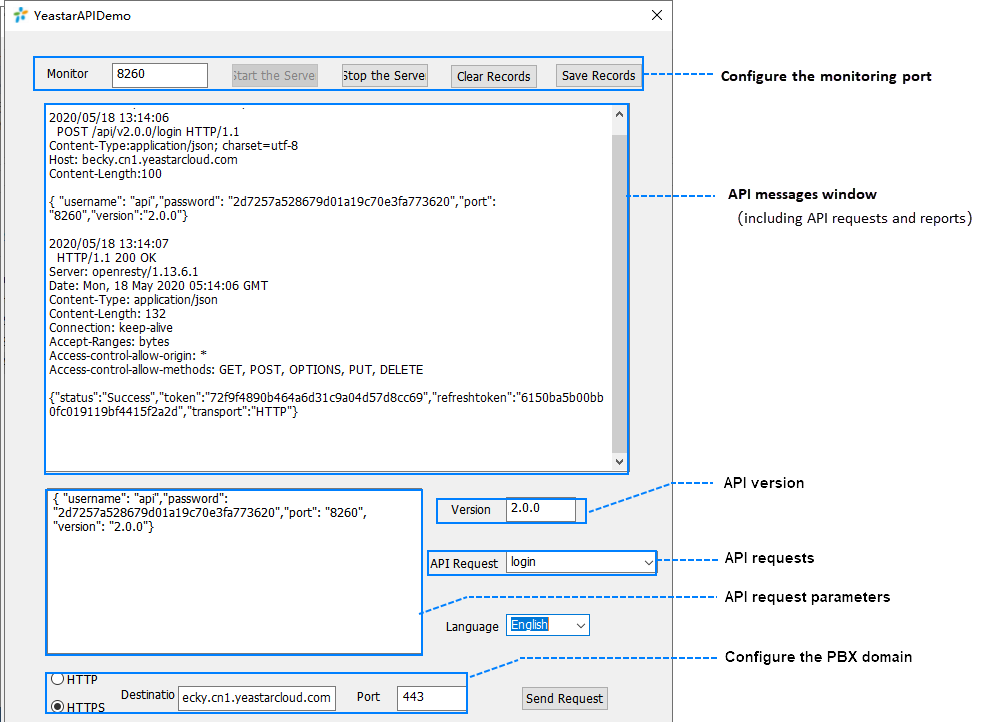 YeastarAPIDemo
Monitor 8260 Start the Serve Stop the Serve Clear Records Save Records
Configure the monitoring port
2020/05/18 13:14:06
POST /api/v2.0.0/login HTTP/1.1
Content-Type:application/json; charset=utf-8
Host: becky.cn1.yeastarcloud.com
Content-Length:100
{ "username": "api","password": "2d7257a528679d01a19c70e3fa773620","port":
"8260","version":"2.0.0"}
API messages window
(including API requests and reports)
2020/05/18 13:14:07
HTTP/1.1 200 OK
Server: openresty/1.13.6.1
Date: Mon, 18 May 2020 05:14:06 GMT
Content-Type: application/json
Content-Length: 132
Connection: keep-alive
Accept-Ranges: bytes
Access-control-allow-origin: *
Access-control-allow-methods: GET, POST, OPTIONS, PUT, DELETE
{"status":"Success","token":"72f9f4890b464a6d31c9a04d57d8cc69","refreshtoken":"6150ba5b00bb
0fc019119bf4415f2a2d","transport":"HTTP"}
{ "username": "api","password":
"2d7257a528679d01a19c70e3fa773620","port": "8260",
"version": "2.0.0"}
Version 2.0.0
API version
API Request login
API requests
API request parameters
Language English
Configure the PBX domain
HTTP
HTTPS
Destinatio ecky.cn1.yeastarcloud.com Port 443
Send Request